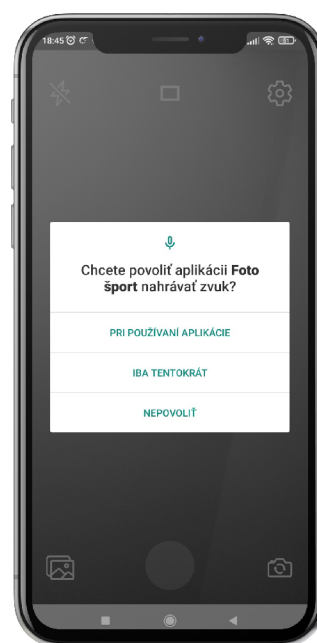 18:45
Chcete povoliť aplikácii Foto
šport nahrávať zvuk?
PRI POUŽÍVANÍ APLIKÁCIE
IBA TENTOKRÁT
NEPOVOLIŤ